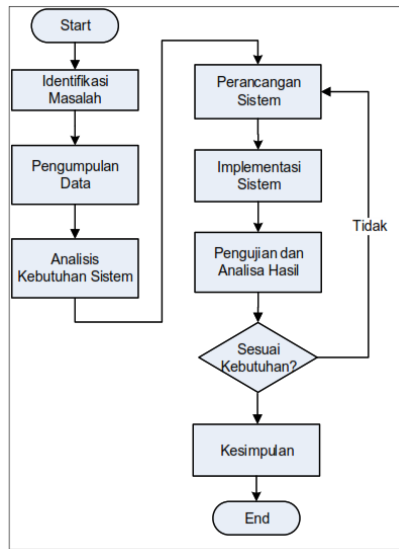 Start
Identifikasi
Masalah
Pengumpulan
Data
Analisis
Kebutuhan Sistem
Perancangan
Sistem
Implementasi
Sistem
Pengujian dan
Analisa Hasil
Sesuai
Kebutuhan?
Tidak
Kesimpulan
End